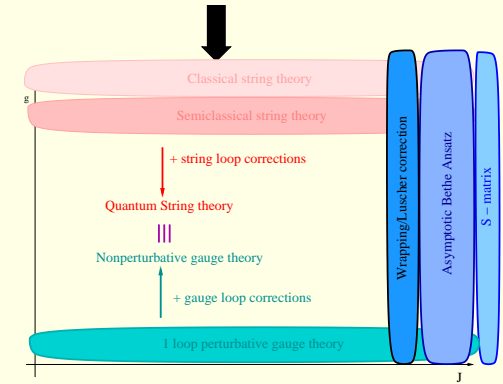 Classical string theory
g
Semiclassical string theory
+ string loop corrections
Quantum String theory
Nonperturbative gauge theory
+ gauge loop corrections
1 loop perturbative gauge theory
J
Wrapping/Luscher correction
Asymptotic Bethe Ansatz
S − matrix